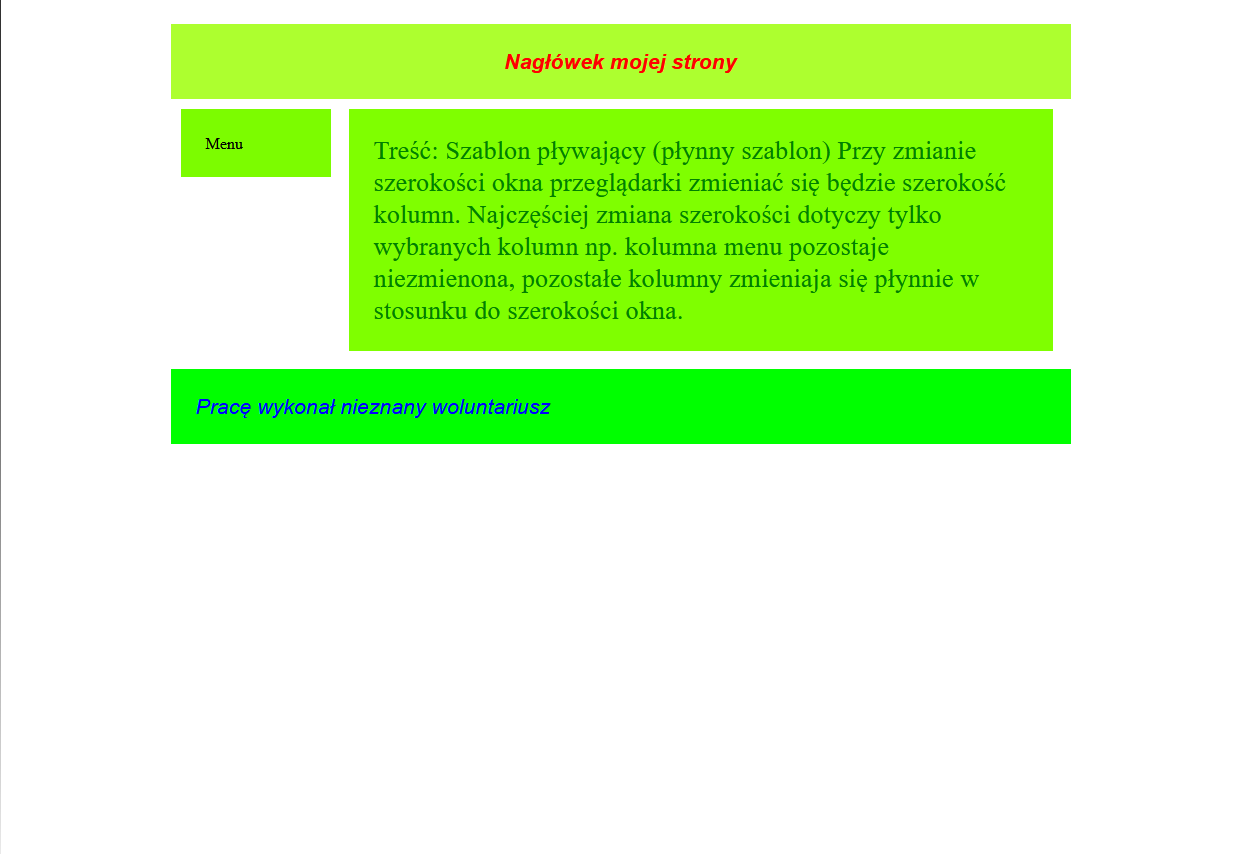 Nagłówek mojej strony
Menu
Treść: Szablon pływający (płynny szablon) Przy zmianie
szerokości okna przeglądarki zmieniać się będzie szerokość
kolumn. Najczęściej zmiana szerokości dotyczy tylko
wybranych kolumn np. kolumna menu pozostaje
niezmienona, pozostałe kolumny zmieniaja się płynnie w
stosunku do szerokości okna.
Pracę wykonał nieznany woluntariusz